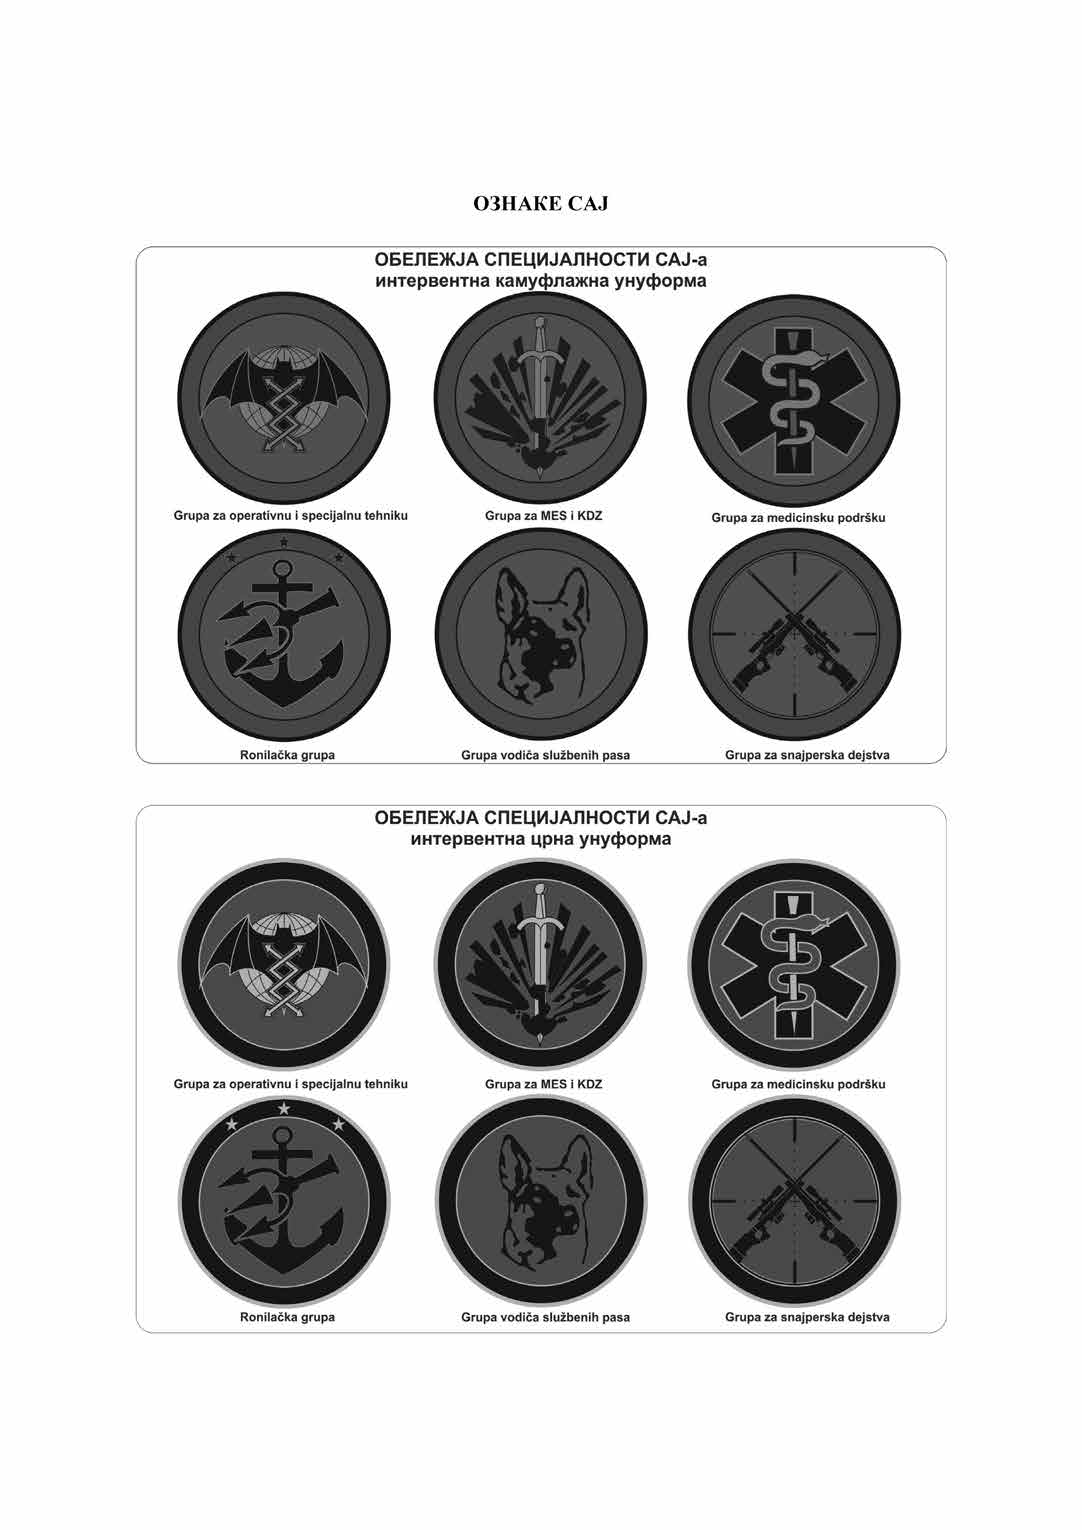 ОЗНАКЕ САЈ
ОБЕЛЕЖЈА СПЕЦИЈАЛНОСТИ САЈ-а
интервентна камуфлажна унуформа
Grupa za operativnu i specijalnu tehniku
Grupa za MES i KDZ
Grupa za medicinsku podršku
Ronilačka grupa
Grupa vodiča službenih pasa
Grupa za snajperska dejstva
ОБЕЛЕЖЈА СПЕЦИЈАЛНОСТИ САЈ-а
интервентна црна унуформа
Grupa za operativnu i specijalnu tehniku
Grupa za MES i KDZ
Grupa za medicinsku podršku
Ronilačka grupa
Grupa vodiča službenih pasa
Grupa za snajperska dejstva